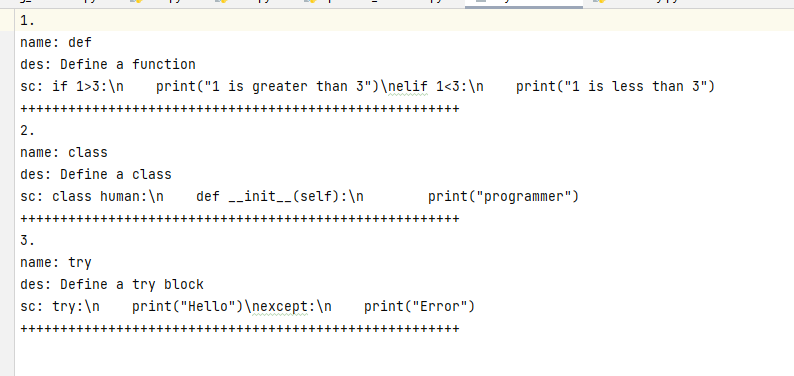 1.
name: def
des: Define a function
sc: if 1>3:\n    print("1 is greater than 3")\nelif 1<3:\n    print("1 is less than 3")
+++++++++++++++++++++++++++++++++++++++++++++++++++++++
2.
name: class
des: Define a class
sc: class human:\n    def __init__(self):\n        print("programmer")
+++++++++++++++++++++++++++++++++++++++++++++++++++++++
3.
name: try
des: Define a try block
sc: try:\n    print("Hello")\nexcept:\n    print("Error")
+++++++++++++++++++++++++++++++++++++++++++++++++++++++